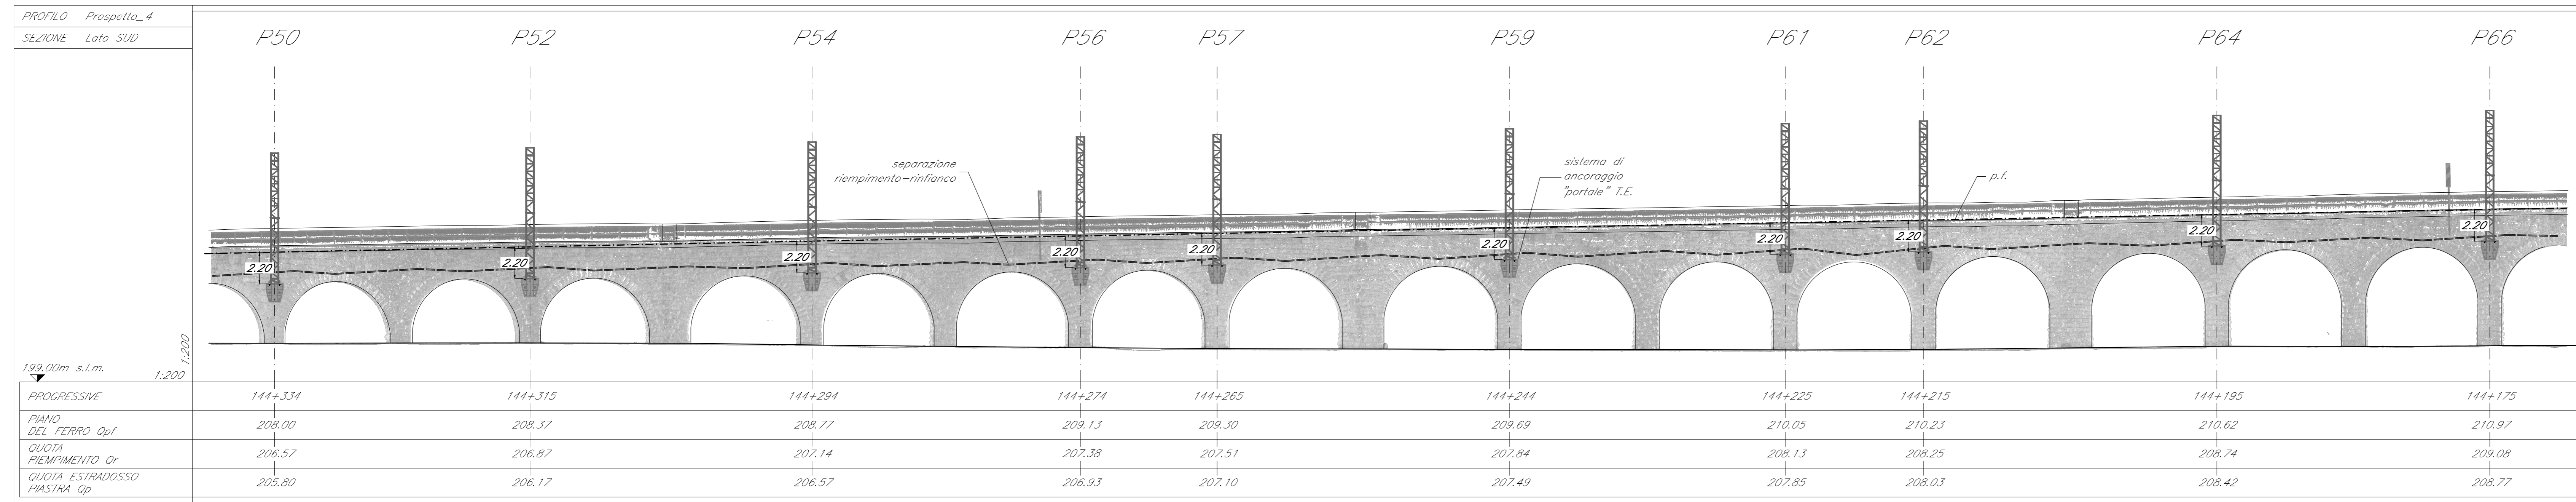 PROFILO Prospetto_4
SEZIONE Lato SUD
P50 P52 P54 P56 P57 P59 P61 P62 P64 P66
separazione
riempimento-rinfianco
sistema di
ancoraggio
"portale" T.E.
p.f.
2.20 2.20 2.20 2.20 2.20 2.20 2.20 2.20 2.20 2.20
1:200
199.00m s.l.m.
1:200
PROGRESSIVE 144+334 144+315 144+294 144+274 144+265 144+244 144+225 144+215 144+195 144+175
PIANO
DEL FERRO Qpf 208.00 208.37 208.77 209.13 209.30 209.69 210.05 210.23 210.62 210.97
QUOTA
RIEMPIMENTO Qr 206.57 206.87 207.14 207.38 207.51 207.84 208.13 208.25 208.74 209.08
QUOTA ESTRADOSSO
PIASTRA Qp 205.80 206.17 206.57 206.93 207.10 207.49 207.85 208.03 208.42 208.77